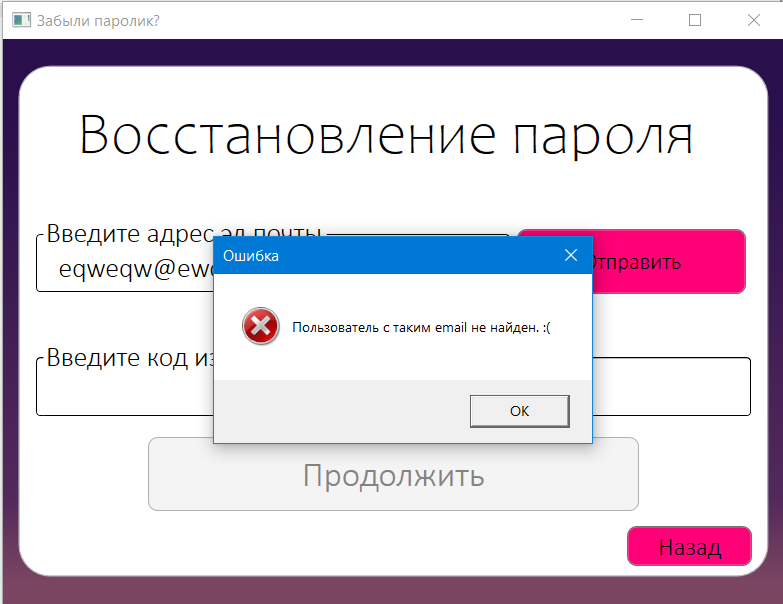 Забыли паролик?
Восстановление пароля
Введите адрес эл почты
Отправить
eqweqw@ew
Ошибка
Пользователь с таким email не найден. :(
Введите код из
OK
Продолжить
Назад